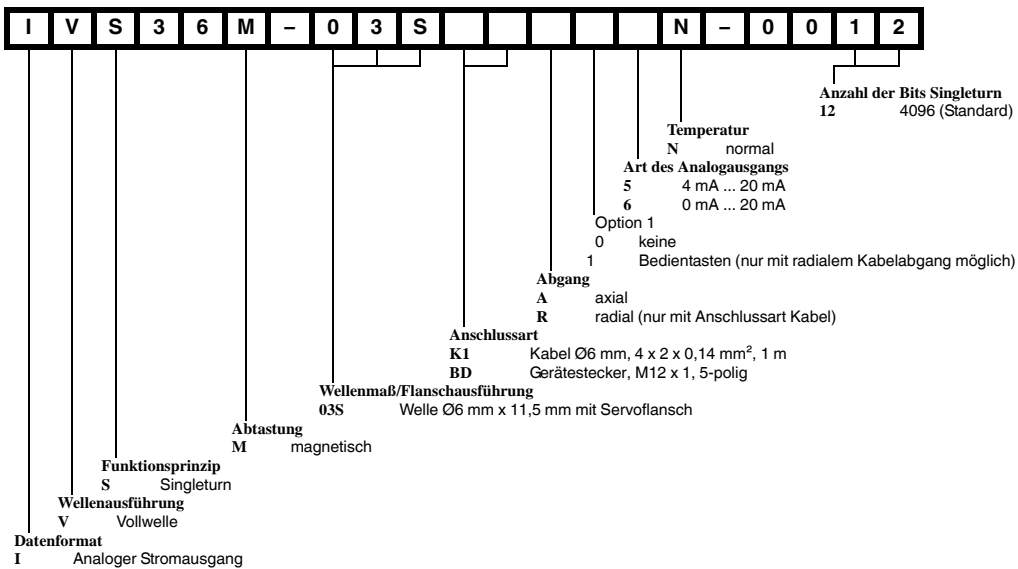 I V S 3 6 M – 0 3 S N – 0 0 1 2
Anzahl der Bits Singleturn
12 4096 (Standard)
Temperatur
N normal
Art des Analogausgangs
5 4 mA ... 20 mA
6 0 mA ... 20 mA
Option 1
0 keine
1 Bedientasten (nur mit radialem Kabelabgang möglich)
Abgang
A axial
R radial (nur mit Anschlussart Kabel)
Anschlussart
K1 Kabel Ø6 mm, 4 x 2 x 0,14 mm², 1 m
BD Gerätestecker, M12 x 1, 5-polig
Wellenmaß/Flanschausführung
03S Welle Ø6 mm x 11,5 mm mit Servoflansch
Abtastung
M magnetisch
Funktionsprinzip
S Singleturn
Wellenausführung
V Vollwelle
Datenformat
I Analoger Stromausgang